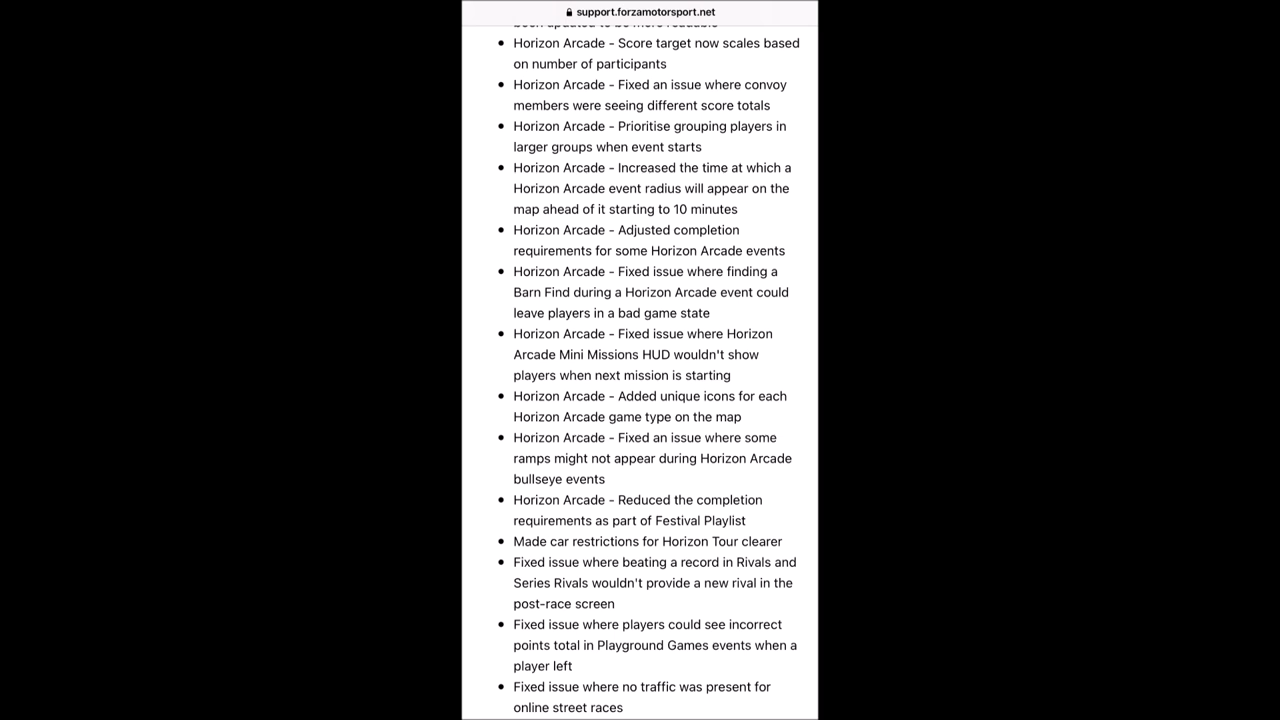 support.forzamotorsport.net
been updated to be more readable
• Horizon Arcade - Score target now scales based
on number of participants
• Horizon Arcade - Fixed an issue where convoy
members were seeing different score totals
• Horizon Arcade - Prioritise grouping players in
larger groups when event starts
• Horizon Arcade - Increased the time at which a
Horizon Arcade event radius will appear on the
map ahead of it starting to 10 minutes
• Horizon Arcade - Adjusted completion
requirements for some Horizon Arcade events
• Horizon Arcade - Fixed issue where finding a
Barn Find during a Horizon Arcade event could
leave players in a bad game state
• Horizon Arcade - Fixed issue where Horizon
Arcade Mini Missions HUD wouldn't show
players when next mission is starting
• Horizon Arcade - Added unique icons for each
Horizon Arcade game type on the map
• Horizon Arcade - Fixed an issue where some
ramps might not appear during Horizon Arcade
bullseye events
• Horizon Arcade - Reduced the completion
requirements as part of Festival Playlist
• Made car restrictions for Horizon Tour clearer
• Fixed issue where beating a record in Rivals and
Series Rivals wouldn't provide a new rival in the
post-race screen
• Fixed issue where players could see incorrect
points total in Playground Games events when a
player left
• Fixed issue where no traffic was present for
online street races